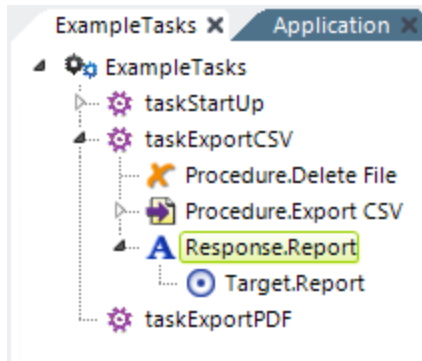 ExampleTasks Application
ExampleTasks
taskStartUp
taskExportCSV
Procedure.Delete File
Procedure.Export CSV
A Response.Report
Target.Report
taskExportPDF